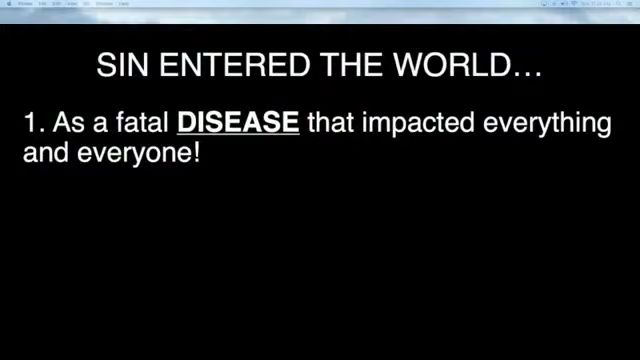 SIN ENTERED THE WORLD…
1. As a fatal DISEASE that impacted everything
and everyone!